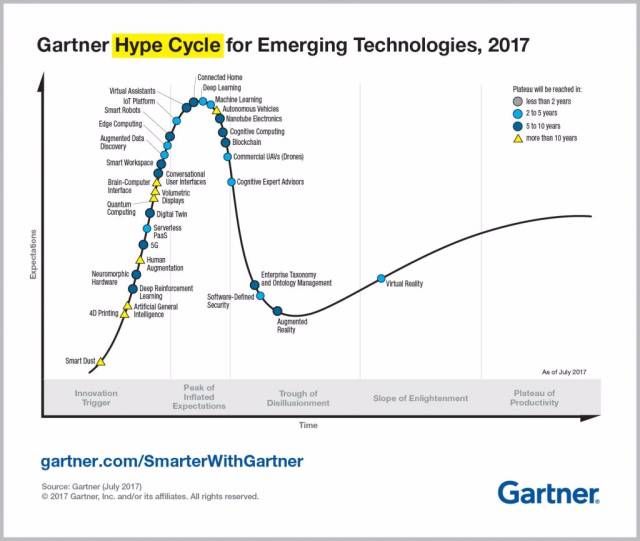 Gartner Hype Cycle for Emerging Technologies, 2017
Plateau will be reached in:
less than 2 years
2 to 5 years
5 to 10 years
more than 10 years
Expectations
Connected Home
Virtual Assistants
Deep Learning
IoT Platform
Machine Learning
Smart Robots
Autonomous Vehicles
Edge Computing
Nanotube Electronics
Augmented Data
Discovery
Cognitive Computing
Blockchain
Smart Workspace
Commercial UAVs (Drones)
Conversational
User Interfaces
Brain-Computer
Interface
Cognitive Expert Advisors
Volumetric
Displays
Quantum
Computing
Digital Twin
Serverless
PaaS
5G
Human
Augmentation
Neuromorphic
Hardware
Deep Reinforcement
Learning
Artificial General
Intelligence
4D Printing
Smart Dust
Enterprise Taxonomy
and Ontology Management
Software-Defined
Security
Augmented
Reality
Virtual Reality
As of July 2017
Innovation
Trigger
Peak of
Inflated
Expectations
Trough of
Disillusionment
Slope of Enlightenment
Plateau of
Productivity
Time
gartner.com/SmarterWithGartner
Source: Gartner (July 2017)
© 2017 Gartner, Inc. and/or its affiliates. All rights reserved.
Gartner.